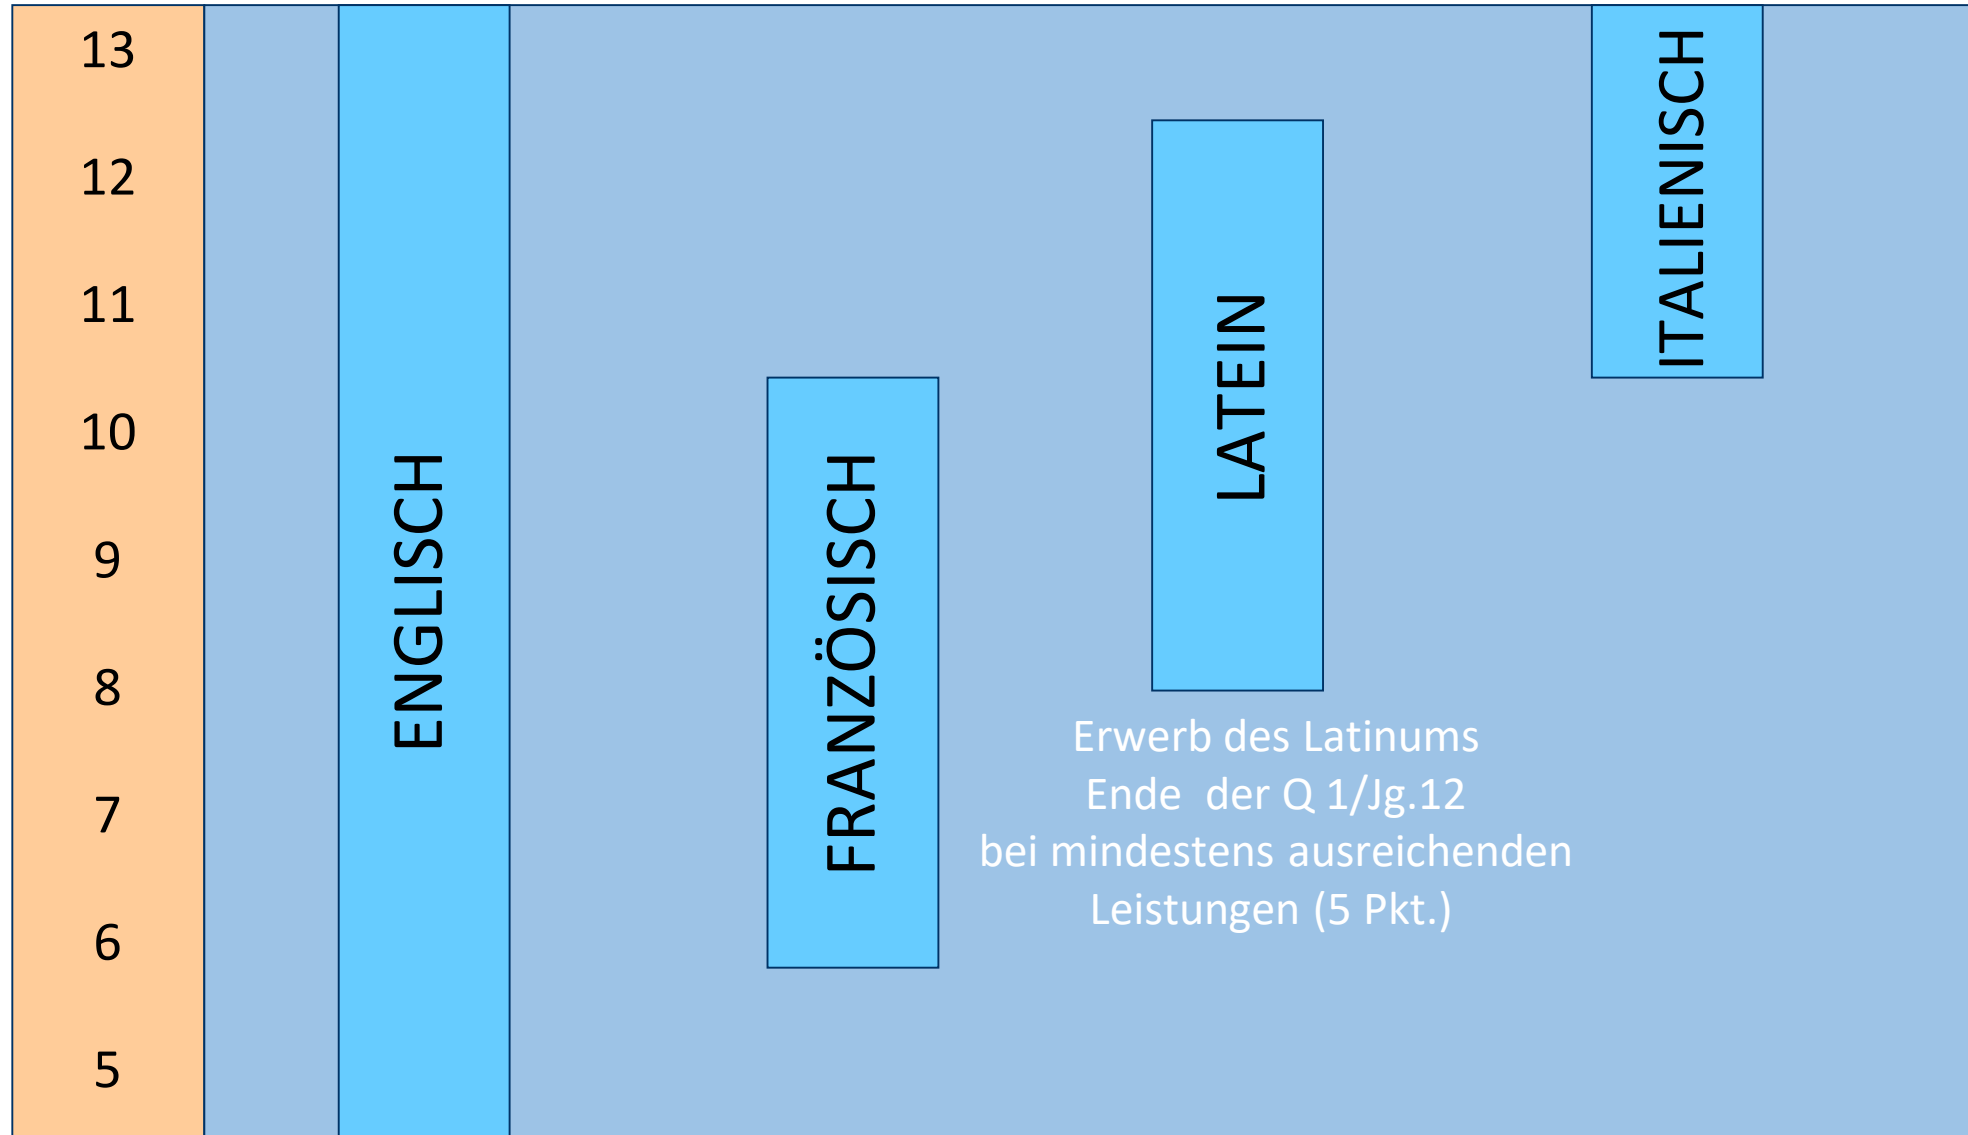 13
12
11
10
9
8
7
6
5
ENGLISCH
FRANZÖSISCH
LATEIN
ITALIENISCH
Erwerb des Latinums
Ende der Q 1/Jg.12
bei mindestens ausreichenden
Leistungen (5 Pkt.)